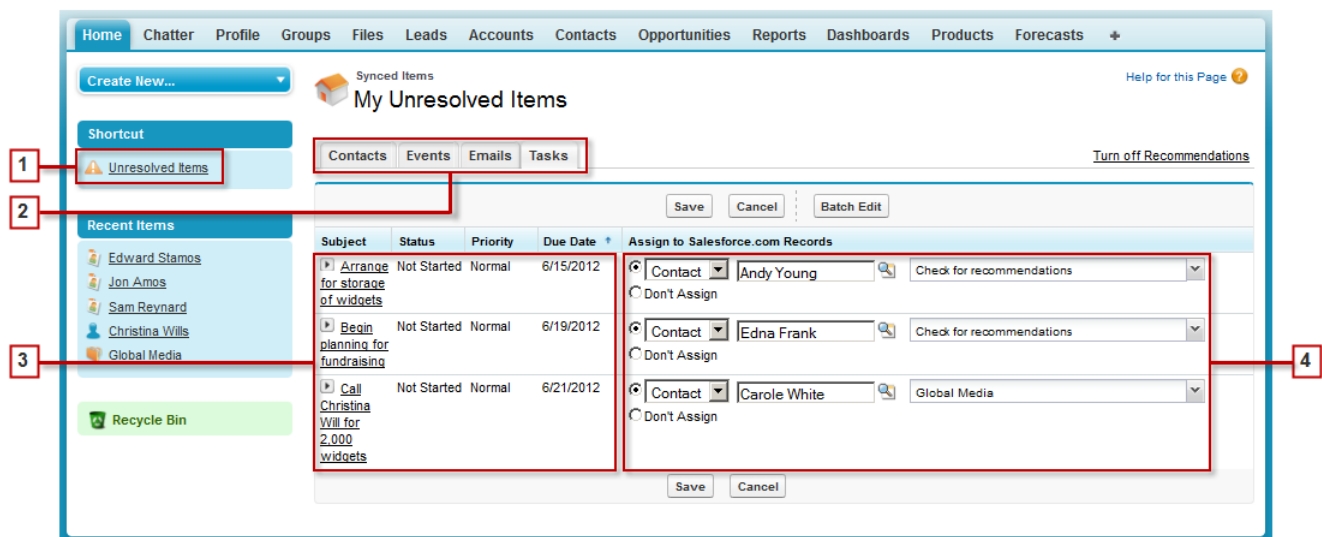 Home Chatter Profile Groups Files Leads Accounts Contacts Opportunities Reports Dashboards Products Forecasts +
Create New...
Synced Items
My Unresolved Items
Help for this Page ?
Shortcut
1
Unresolved Items
Contacts Events Emails Tasks
Turn off Recommendations
2
Save Cancel Batch Edit
Recent Items
Edward Stamos
Jon Amos
Sam Reynard
Christina Wills
Global Media
Recycle Bin
Subject Status Priority Due Date Assign to Salesforce.com Records
Arrange Not Started Normal 6/15/2012 Contact Andy Young Check for recommendations
for storage
of widgets
Don't Assign
Begin Not Started Normal 6/19/2012 Contact Edna Frank Check for recommendations
planning for
fundraising
Don't Assign
3
4
Call Not Started Normal 6/21/2012 Contact Carole White Global Media
Christina
Will for
2,000
widgets
Don't Assign
Save Cancel